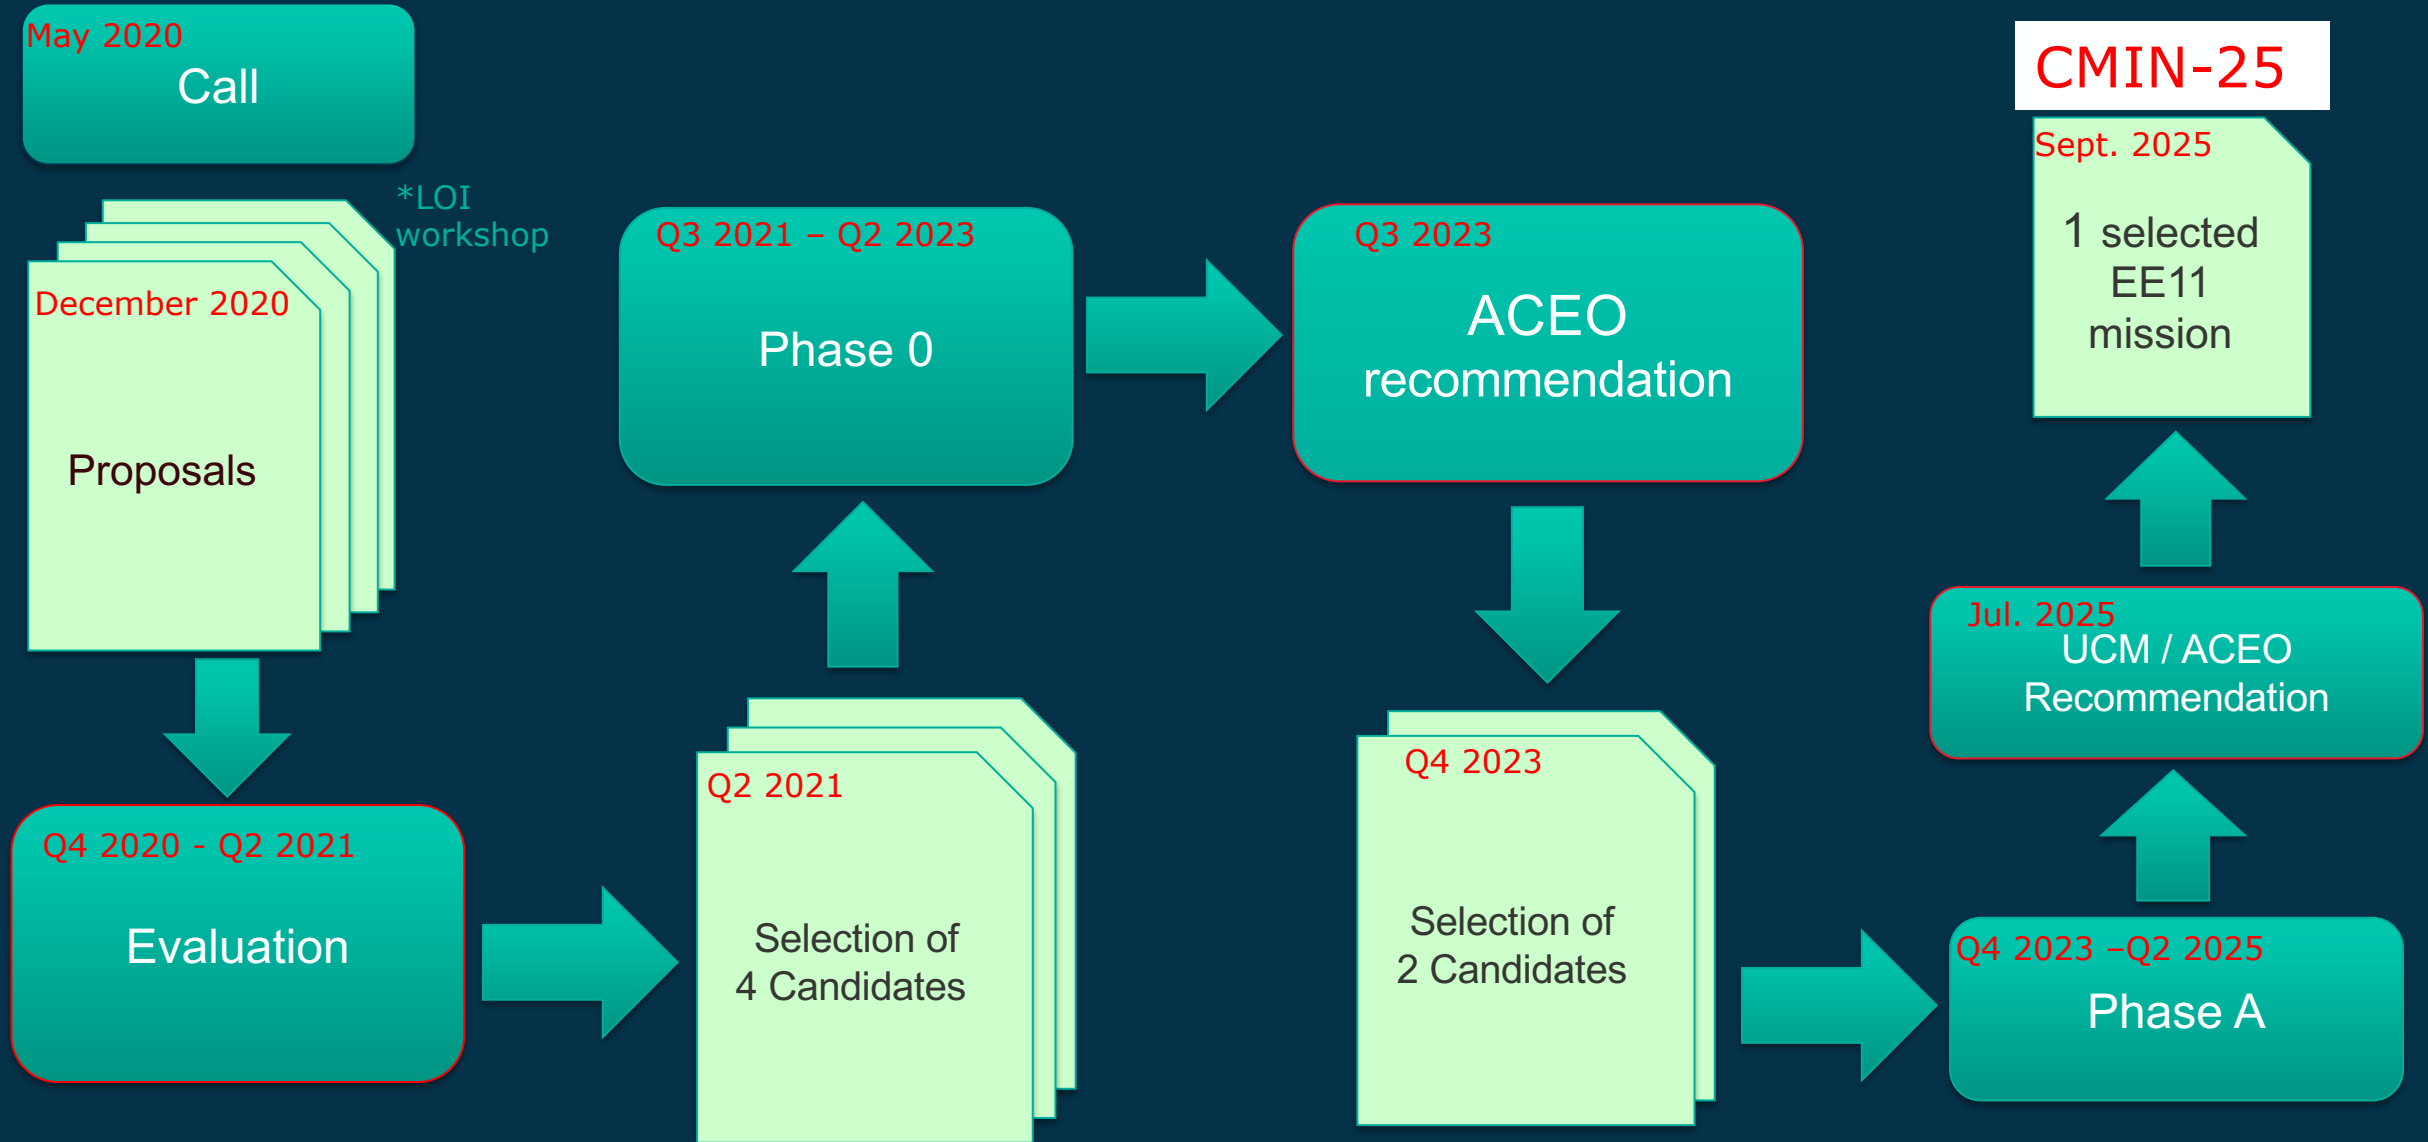 May 2020
Call
*LOI
workshop
December 2020
Proposals
Q4 2020 - Q2 2021
Evaluation
Q2 2021
Selection of
4 Candidates
Q3 2021 – Q2 2023
Phase 0
Q3 2023
ACEO
recommendation
Q4 2023
Selection of
2 Candidates
Q4 2023 –Q2 2025
Phase A
Jul. 2025
UCM / ACEO
Recommendation
CMIN-25
Sept. 2025
1 selected
EE11
mission